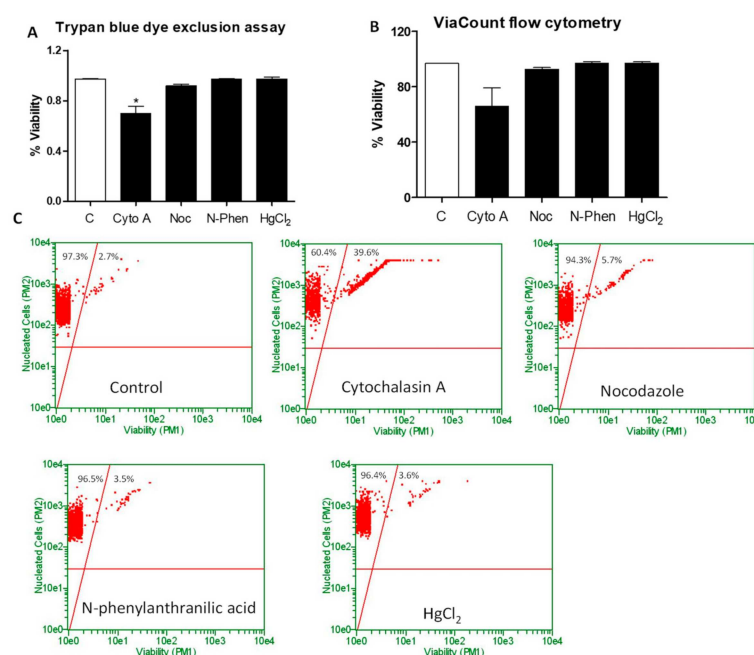 A
Trypan blue dye exclusion assay
% Viability
1.2
0.8
0.4
0.0
*
C Cyto A Noc N-Phen HgCl₂
B
ViaCount flow cytometry
% Viability
120
80
40
0
C Cyto A Noc N-Phen HgCl₂
C
Nucleated Cells (PM2)
10e4
10e3
10e2
10e1
10e0
97.3% 2.7%
Control
10e0 10e1 10e2 10e3 10e4
Viability (PM1)
Nucleated Cells (PM2)
10e4
10e3
10e2
10e1
10e0
60.4% 39.6%
Cytochalasin A
10e0 10e1 10e2 10e3 10e4
Viability (PM1)
Nucleated Cells (PM2)
10e4
10e3
10e2
10e1
10e0
94.3% 5.7%
Nocodazole
10e0 10e1 10e2 10e3 10e4
Viability (PM1)
Nucleated Cells (PM2)
10e4
10e3
10e2
10e1
10e0
96.5% 3.5%
N-phenylanthranilic acid
10e0 10e1 10e2 10e3 10e4
Viability (PM1)
Nucleated Cells (PM2)
10e4
10e3
10e2
10e1
10e0
96.4% 3.6%
HgCl₂
10e0 10e1 10e2 10e3 10e4
Viability (PM1)